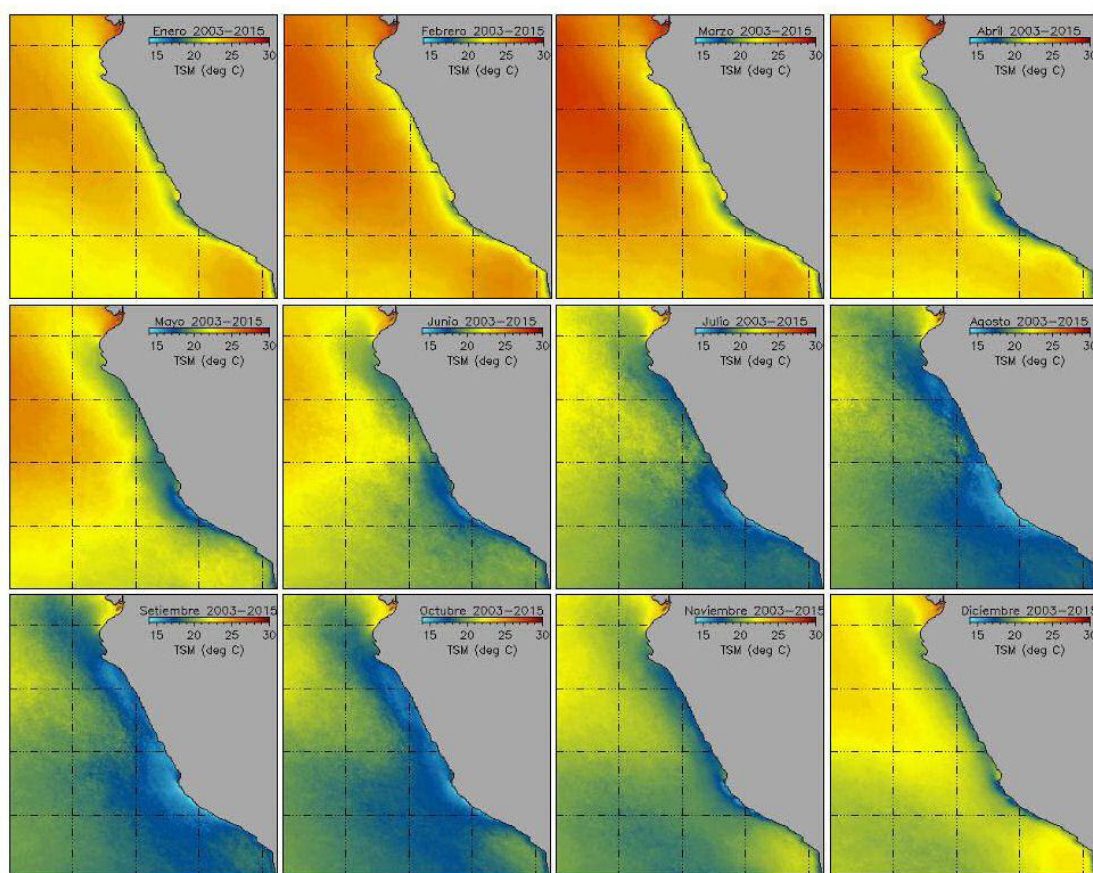 Enero 2003-2015
15 20 25 30
TSM (deg C)
Febrero 2003-2015
15 20 25 30
TSM (deg C)
Marzo 2003-2015
15 20 25 30
TSM (deg C)
Abril 2003-2015
15 20 25 30
TSM (deg C)
Mayo 2003-2015
15 20 25 30
TSM (deg C)
Junio 2003-2015
15 20 25 30
TSM (deg C)
Julio 2003-2015
15 20 25 30
TSM (deg C)
Agosto 2003-2015
15 20 25 30
TSM (deg C)
Setiembre 2003-2015
15 20 25 30
TSM (deg C)
Octubre 2003-2015
15 20 25 30
TSM (deg C)
Noviembre 2003-2015
15 20 25 30
TSM (deg C)
Diciembre 2003-2015
15 20 25 30
TSM (deg C)